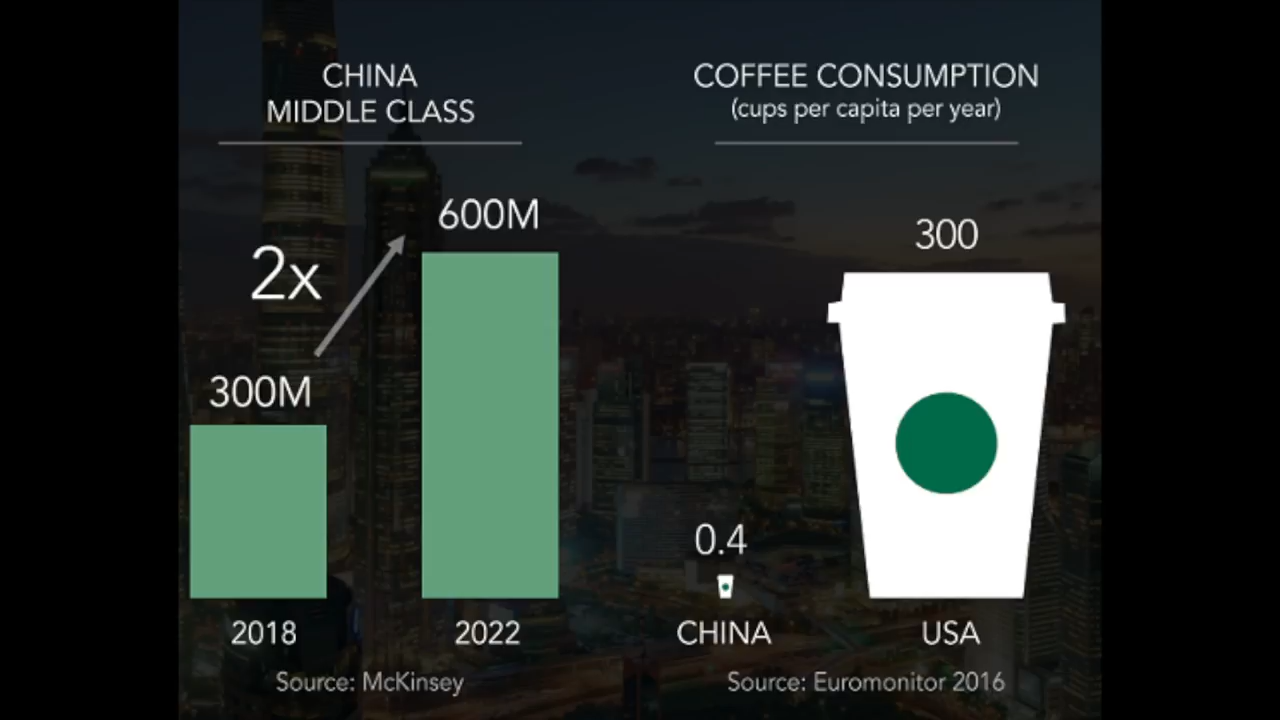 CHINA
MIDDLE CLASS
2x
300M
600M
2018
2022
Source: McKinsey
COFFEE CONSUMPTION
(cups per capita per year)
0.4
300
CHINA
USA
Source: Euromonitor 2016